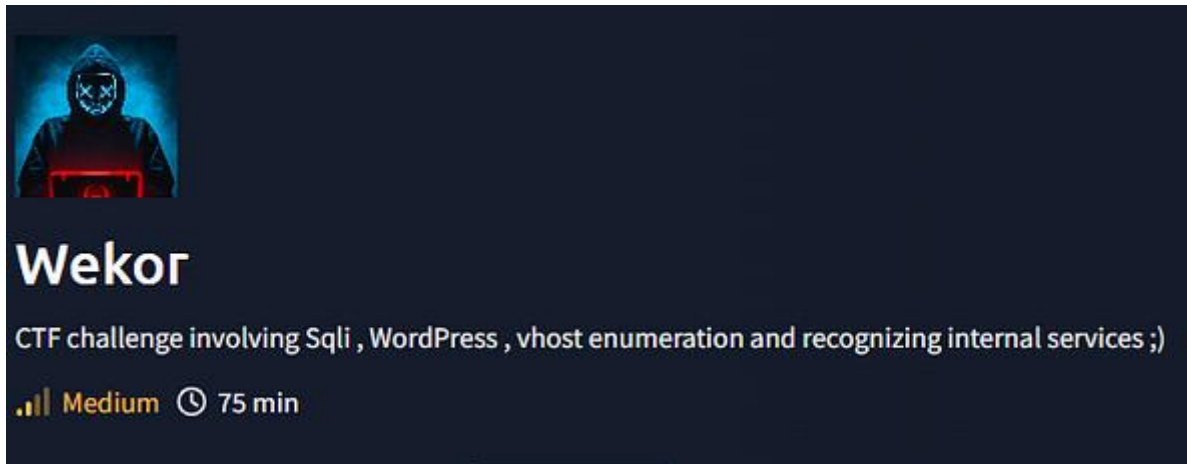 Wekor
CTF challenge involving Sqli , WordPress , vhost enumeration and recognizing internal services ;)
Medium 75 min